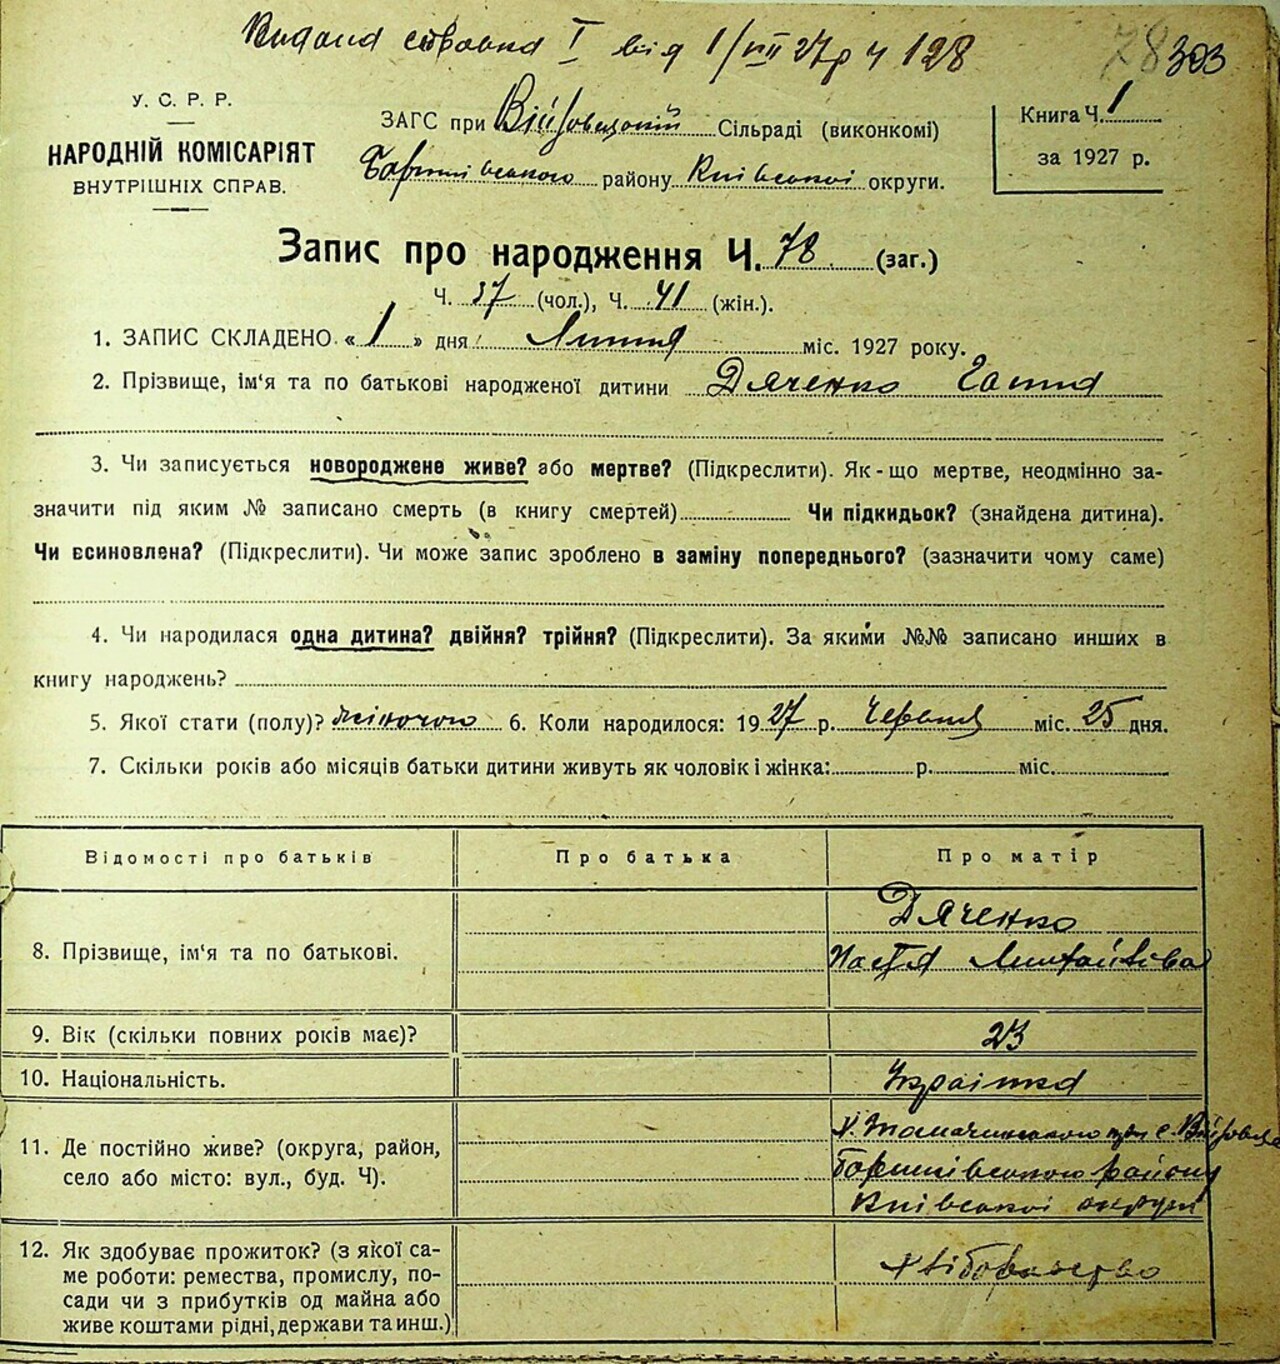 Видана I від 1/VII 27р ч 128
78 303
У. С. Р. Р.
НАРОДНІЙ КОМІСАРІЯТ
ВНУТРІШНІХ СПРАВ.
ЗАГС при Сільраді (виконкомі)
району Київської округи.
Книга Ч. 1
за 1927 р.
Запис про народження Ч. 78 (заг.)
Ч. 37 (чол.), Ч. 41 (жін.).
1. ЗАПИС СКЛАДЕНО «1» дня Липня міс. 1927 року.
2. Прізвище, ім'я та по батькові народженої дитини Дяченко Галина
3. Чи записується новороджене живе? або мертве? (Підкреслити). Як-що мертве, неодмінно за-
значити під яким № записано смерть (в книгу смертей) Чи підкидьок? (знайдена дитина).
Чи всиновлена? (Підкреслити). Чи може запис зроблено в заміну попереднього? (зазначити чому саме)
4. Чи народилася одна дитина? двійня? трійня? (Підкреслити). За якими №№ записано инших в
книгу народжень?
5. Якої стати (полу)? жіночою 6. Коли народилося: 1927 р. Червня міс. 25 дня.
7. Скільки років або місяців батьки дитини живуть як чоловік і жінка: р. міс.
Відомості про батьків Про батька Про матір
8. Прізвище, ім'я та по батькові.
Дяченко
Настя Михайлова
9. Вік (скільки повних років має)? 23
10. Національність. Українка
11. Де постійно живе? (округа, район,
село або місто: вул., буд. Ч).
району
Київської округи
12. Як здобуває прожиток? (з якої са-
ме роботи: ремества, промислу, по-
сади чи з прибутків од майна або
живе коштами рідні, держави та инш.)
Хліборобство